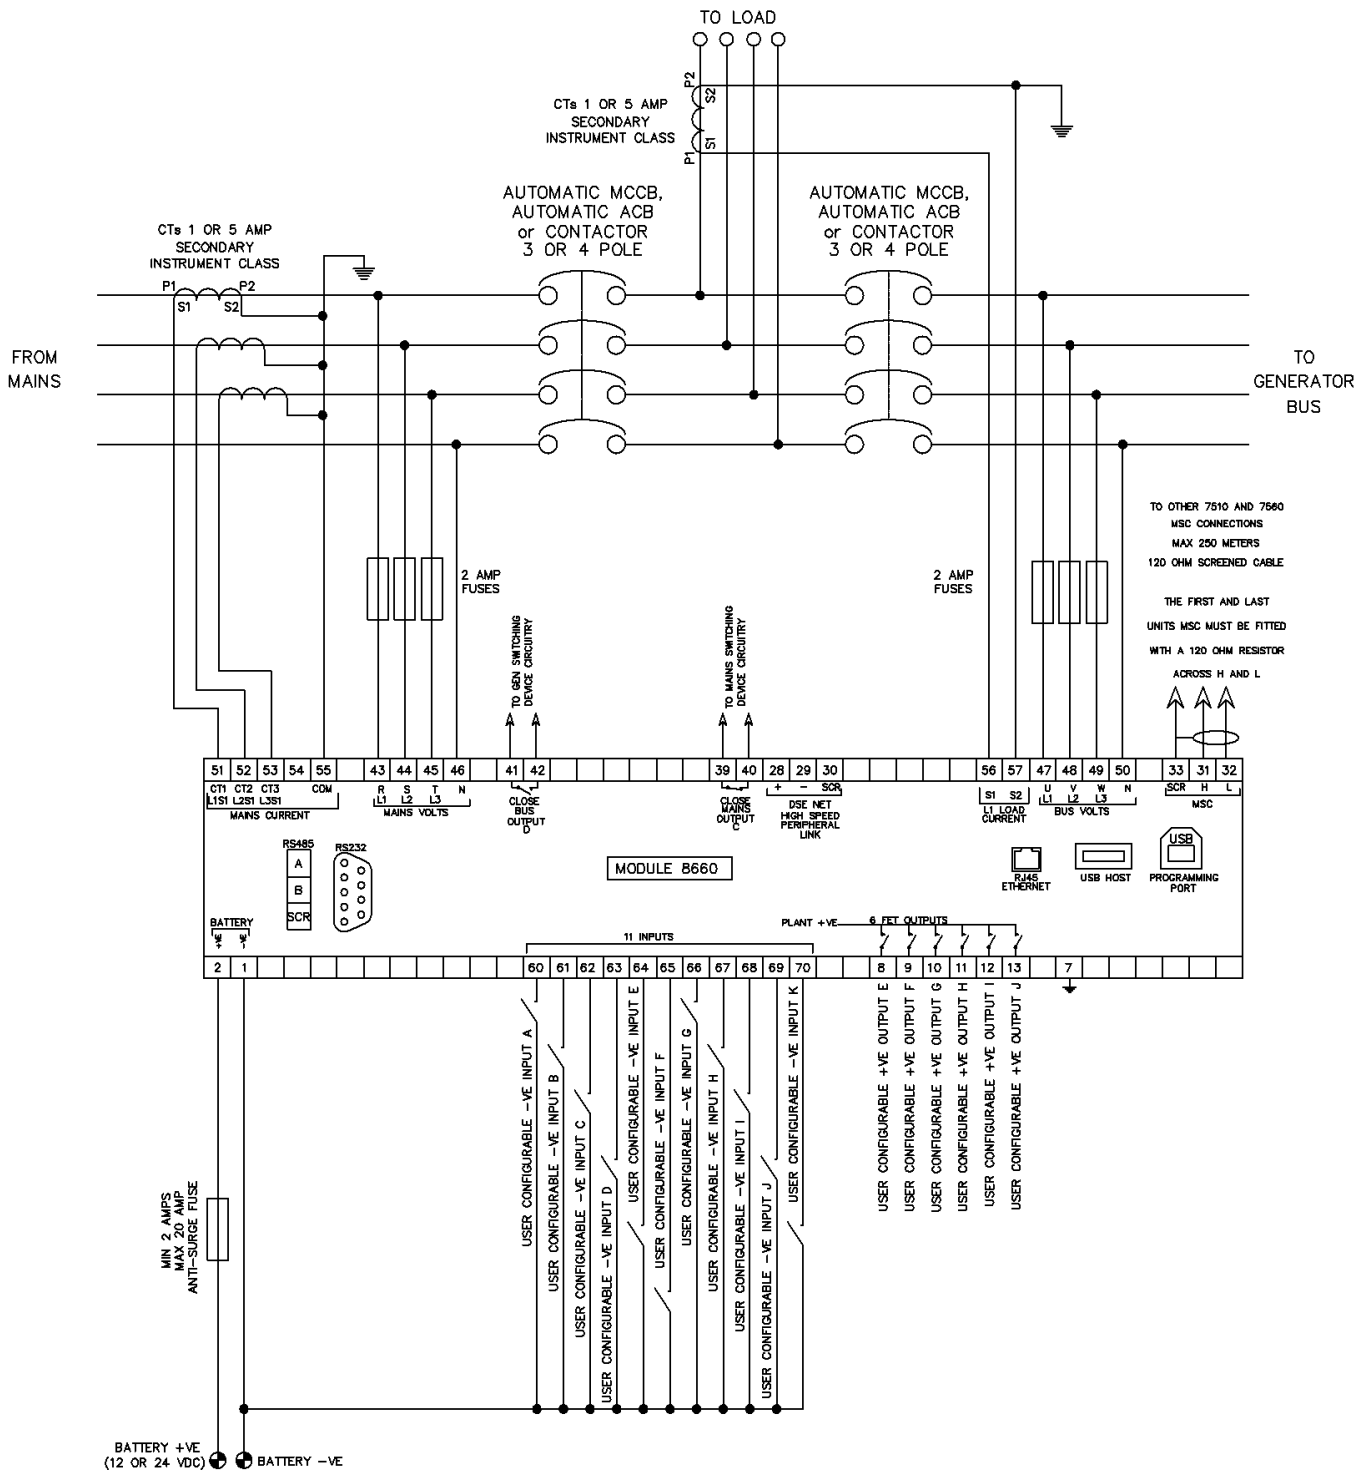 TO LOAD
P2
S2
CTs 1 OR 5 AMP
SECONDARY
INSTRUMENT CLASS
S1
P1
AUTOMATIC MCCB,
AUTOMATIC ACB
or CONTACTOR
3 OR 4 POLE
AUTOMATIC MCCB,
AUTOMATIC ACB
or CONTACTOR
3 OR 4 POLE
CTs 1 OR 5 AMP
SECONDARY
INSTRUMENT CLASS
P1
P2
S1
S2
FROM
MAINS
TO
GENERATOR
BUS
TO OTHER 7510 AND 7560
MSC CONNECTIONS
MAX 250 METERS
120 OHM SCREENED CABLE
THE FIRST AND LAST
UNITS MSC MUST BE FITTED
WITH A 120 OHM RESISTOR
ACROSS H AND L
2 AMP
FUSES
2 AMP
FUSES
TO GEN SWITCHING
DEVICE CIRCUITRY
TO MAINS SWITCHING
DEVICE CIRCUITRY
51 52 53 54 55 43 44 45 46 41 42 39 40 28 29 30 56 57 47 48 49 50 33 31 32
CT1 CT2 CT3 COM
L1S1 L2S1 L3S1
MAINS CURRENT
R S T N
L1 L2 L3
MAINS VOLTS
CLOSE
BUS
OUTPUT
D
CLOSE
MAINS
OUTPUT
C
+ − SCR
DSE NET
HIGH SPEED
PERIPHERAL
LINK
S1 S2
L1 LOAD
CURRENT
U V W N
L1 L2 L3
BUS VOLTS
SCR H L
MSC
RS485
A
B
SCR
RS232
MODULE 8660
RJ45
ETHERNET
USB HOST
USB
PROGRAMMING
PORT
BATTERY
+VE
-VE
11 INPUTS
PLANT +VE
6 FET OUTPUTS
2 1 60 61 62 63 64 65 66 67 68 69 70 8 9 10 11 12 13 7
USER CONFIGURABLE -VE INPUT A
USER CONFIGURABLE -VE INPUT B
USER CONFIGURABLE -VE INPUT C
USER CONFIGURABLE -VE INPUT D
USER CONFIGURABLE -VE INPUT E
USER CONFIGURABLE -VE INPUT F
USER CONFIGURABLE -VE INPUT G
USER CONFIGURABLE -VE INPUT H
USER CONFIGURABLE -VE INPUT I
USER CONFIGURABLE -VE INPUT J
USER CONFIGURABLE -VE INPUT K
USER CONFIGURABLE +VE OUTPUT E
USER CONFIGURABLE +VE OUTPUT F
USER CONFIGURABLE +VE OUTPUT G
USER CONFIGURABLE +VE OUTPUT H
USER CONFIGURABLE +VE OUTPUT I
USER CONFIGURABLE +VE OUTPUT J
MIN 2 AMPS
MAX 20 AMP
ANTI-SURGE FUSE
BATTERY +VE
(12 OR 24 VDC)
BATTERY -VE